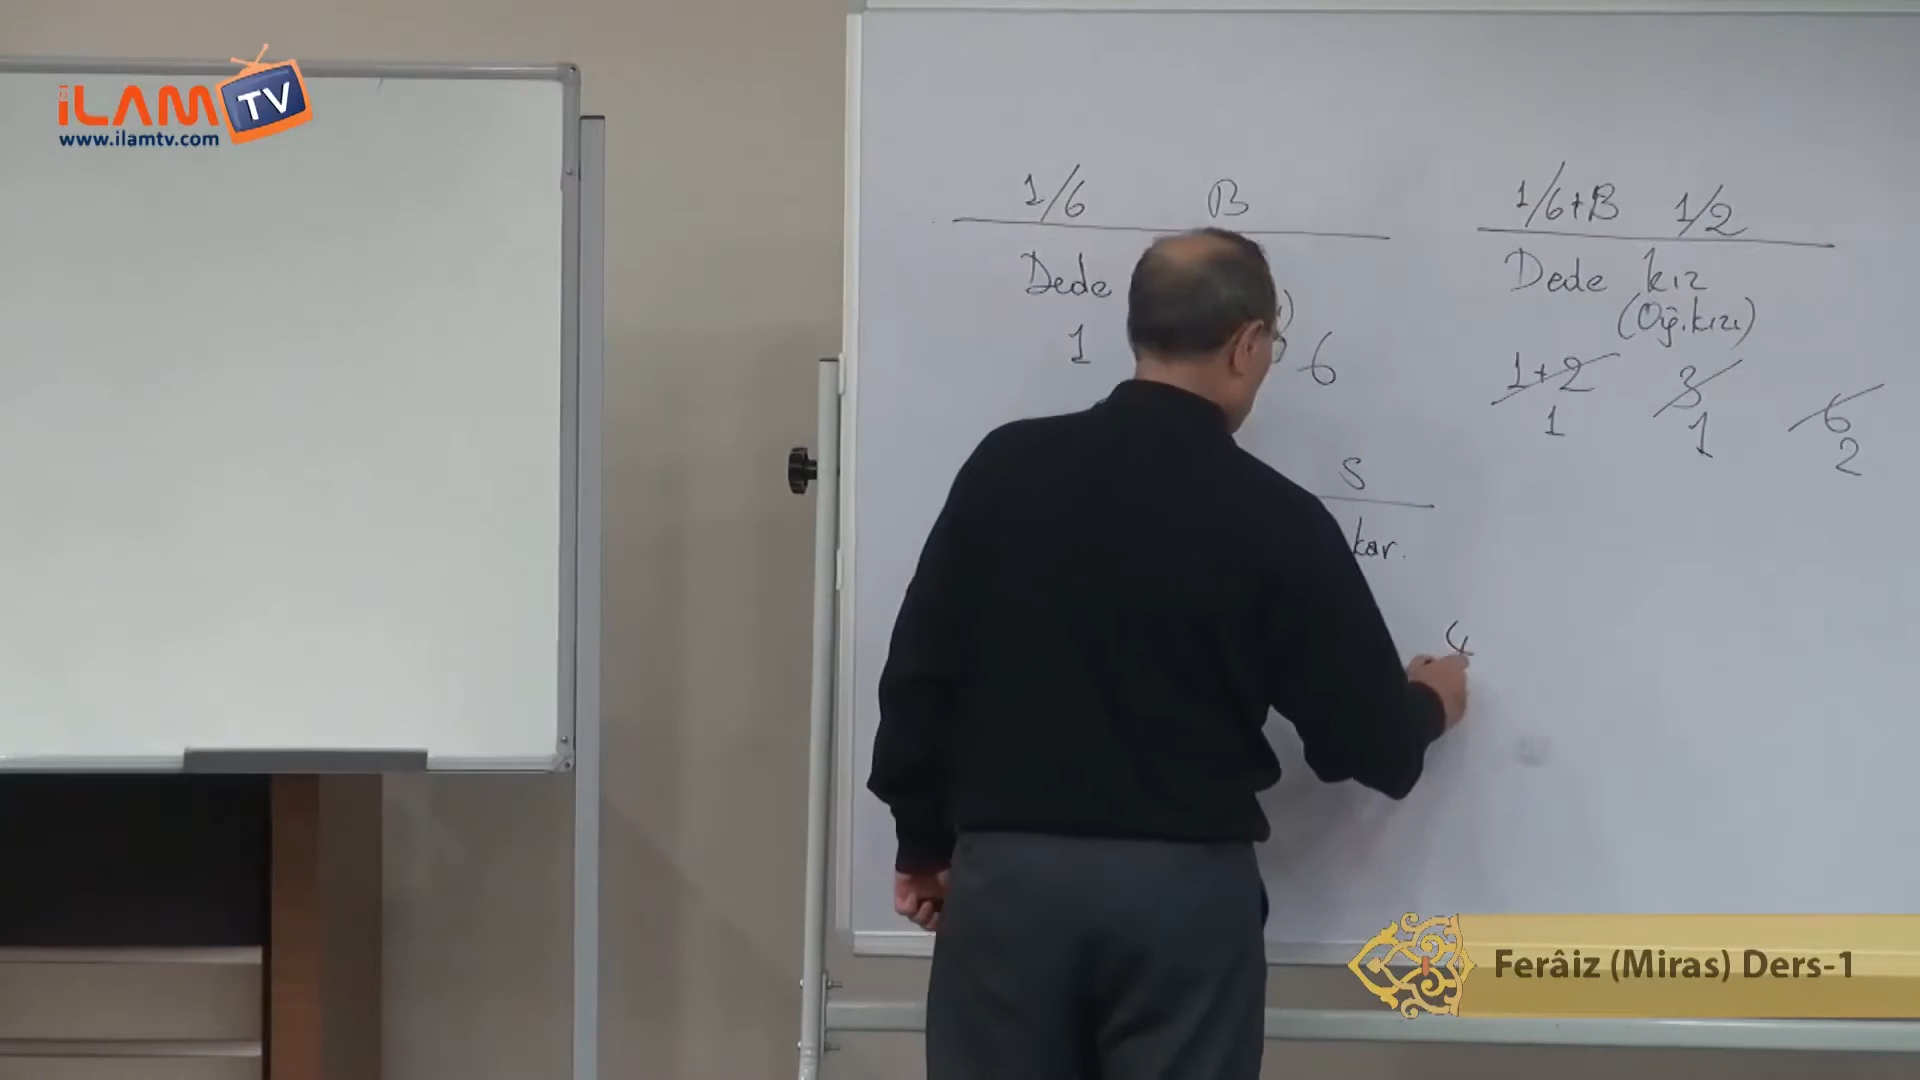 iLAM TV
www.ilamtv.com
1/6 B
Dede
1 6
S
kar.
4
1/6+B 1/2
Dede kız
(Oğ.kızı)
1+2 3 6
1 1 2
Ferâiz (Miras) Ders-1